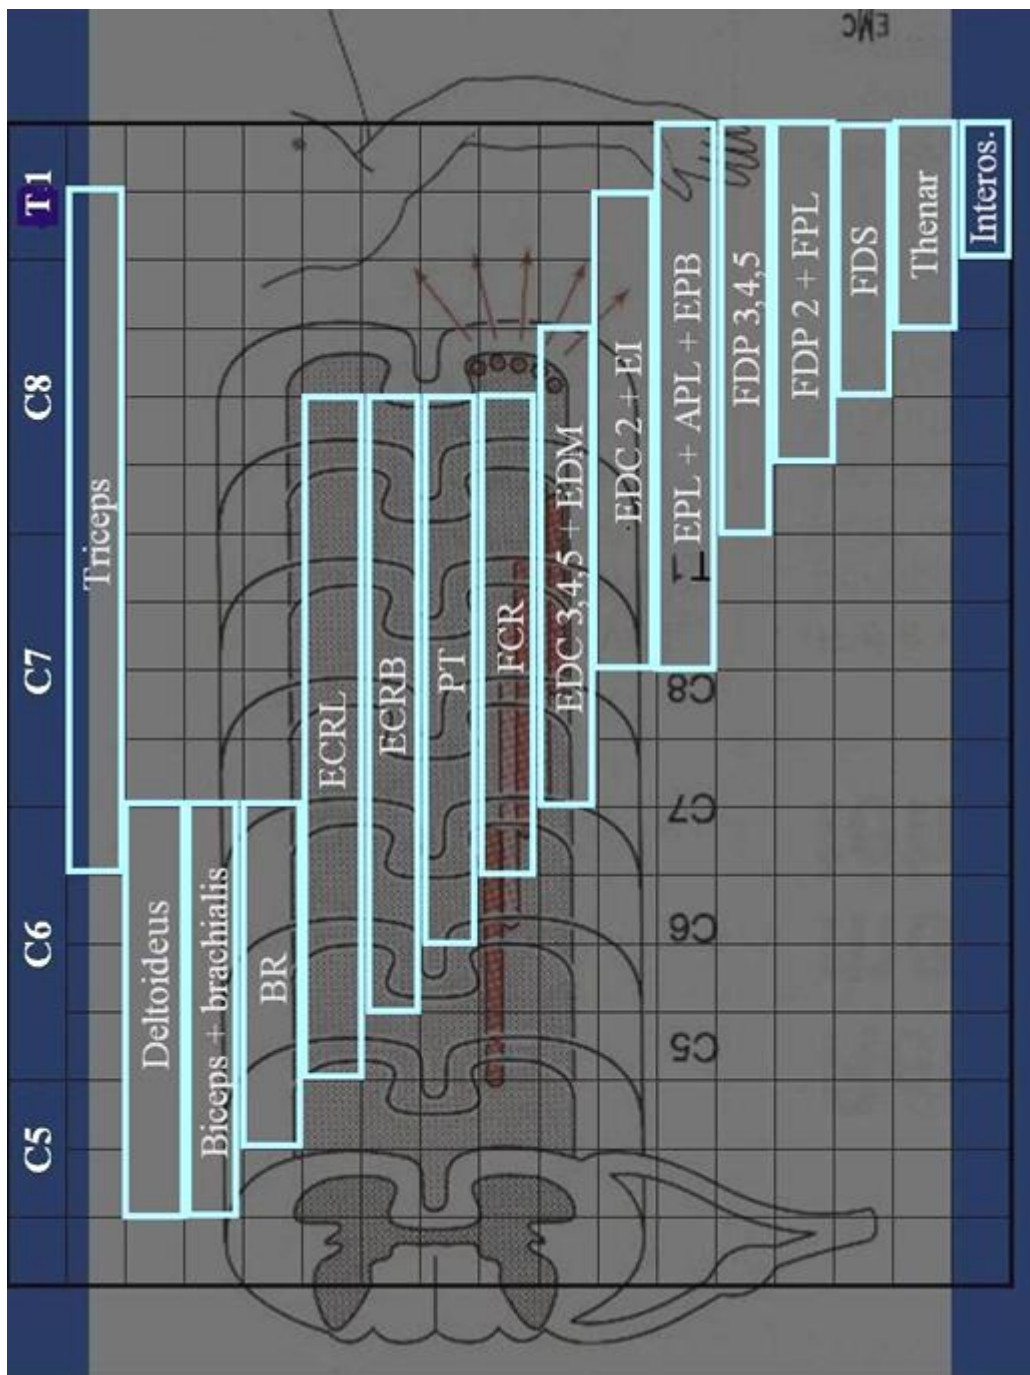 C5
C6
C7
C8
T1
Triceps
Deltoideus
Biceps + brachialis
BR
ECRL
ECRB
PT
FCR
EDC 3,4,5 + EDM
EDC 2 + EI
EPL + APL + EPB
FDP 3,4,5
FDP 2 + FPL
FDS
Thenar
Interos.
C5
C6
C7
C8
T1
EMC